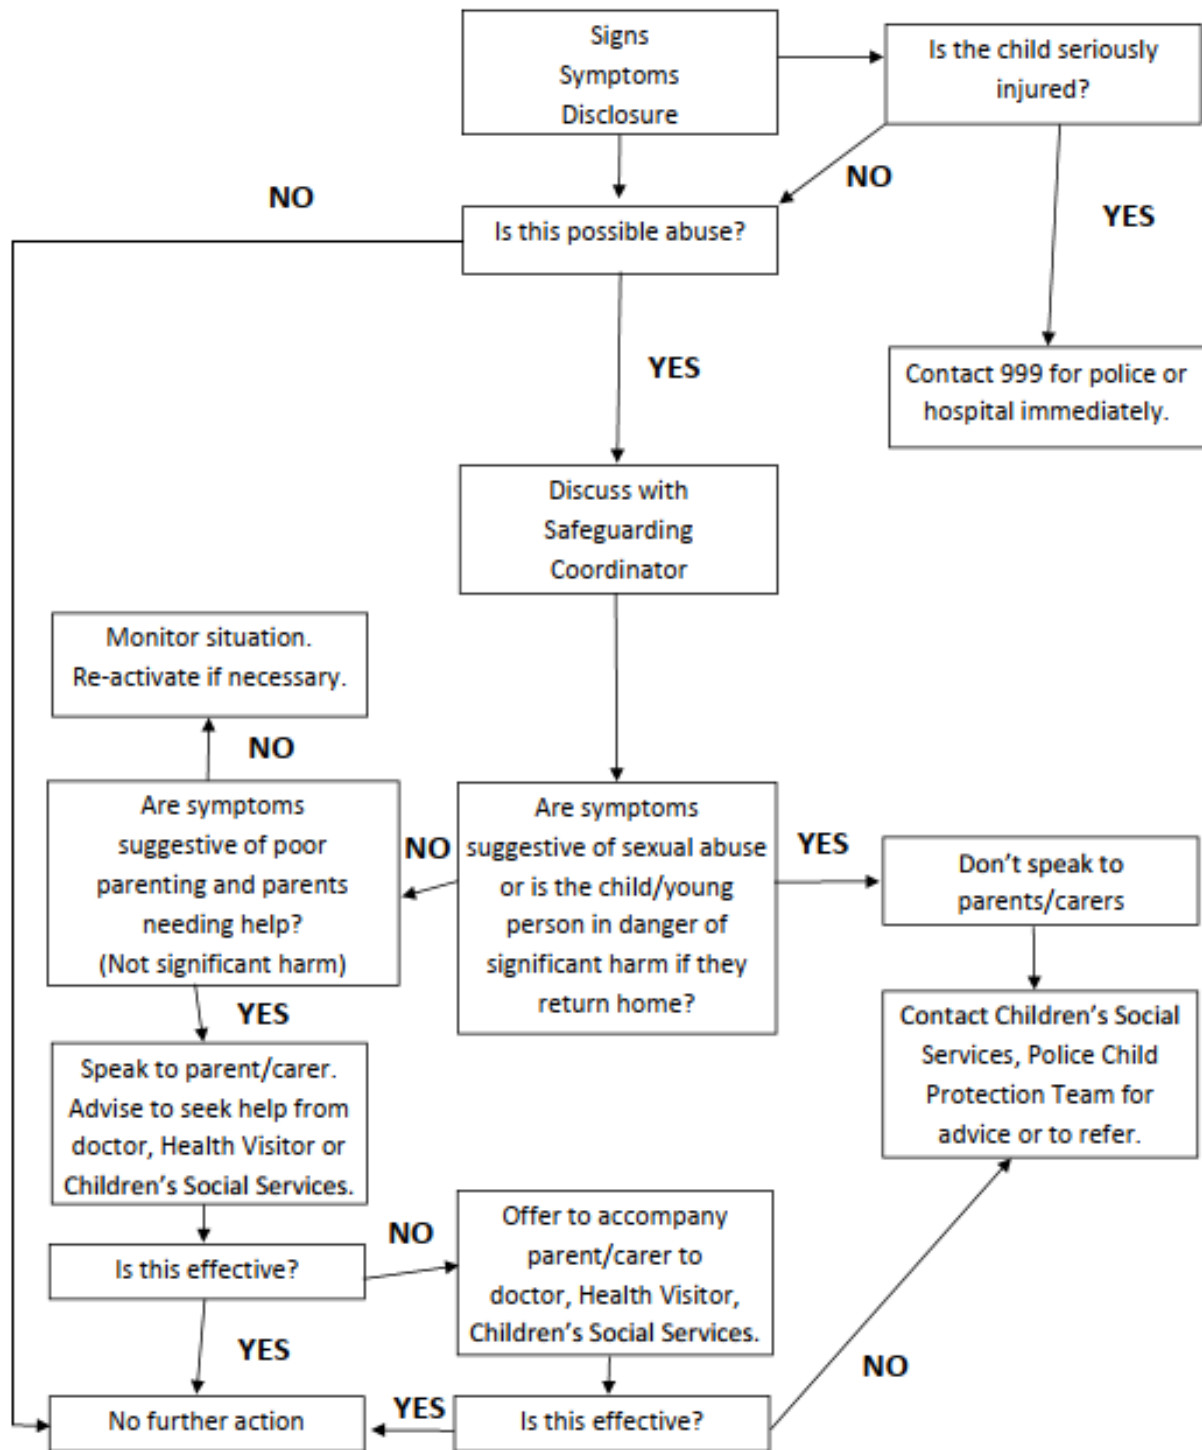 Signs
Symptoms
Disclosure
Is the child seriously
injured?
NO
NO
YES
Is this possible abuse?
YES
Contact 999 for police or
hospital immediately.
Discuss with
Safeguarding
Coordinator
Monitor situation.
Re-activate if necessary.
NO
Are symptoms
suggestive of poor
parenting and parents
needing help?
(Not significant harm)
NO
Are symptoms
suggestive of sexual abuse
or is the child/young
person in danger of
significant harm if they
return home?
YES
Don’t speak to
parents/carers
YES
Contact Children’s Social
Services, Police Child
Protection Team for
advice or to refer.
Speak to parent/carer.
Advise to seek help from
doctor, Health Visitor or
Children’s Social Services.
NO
Offer to accompany
parent/carer to
doctor, Health Visitor,
Children’s Social Services.
Is this effective?
YES
NO
No further action
YES
Is this effective?